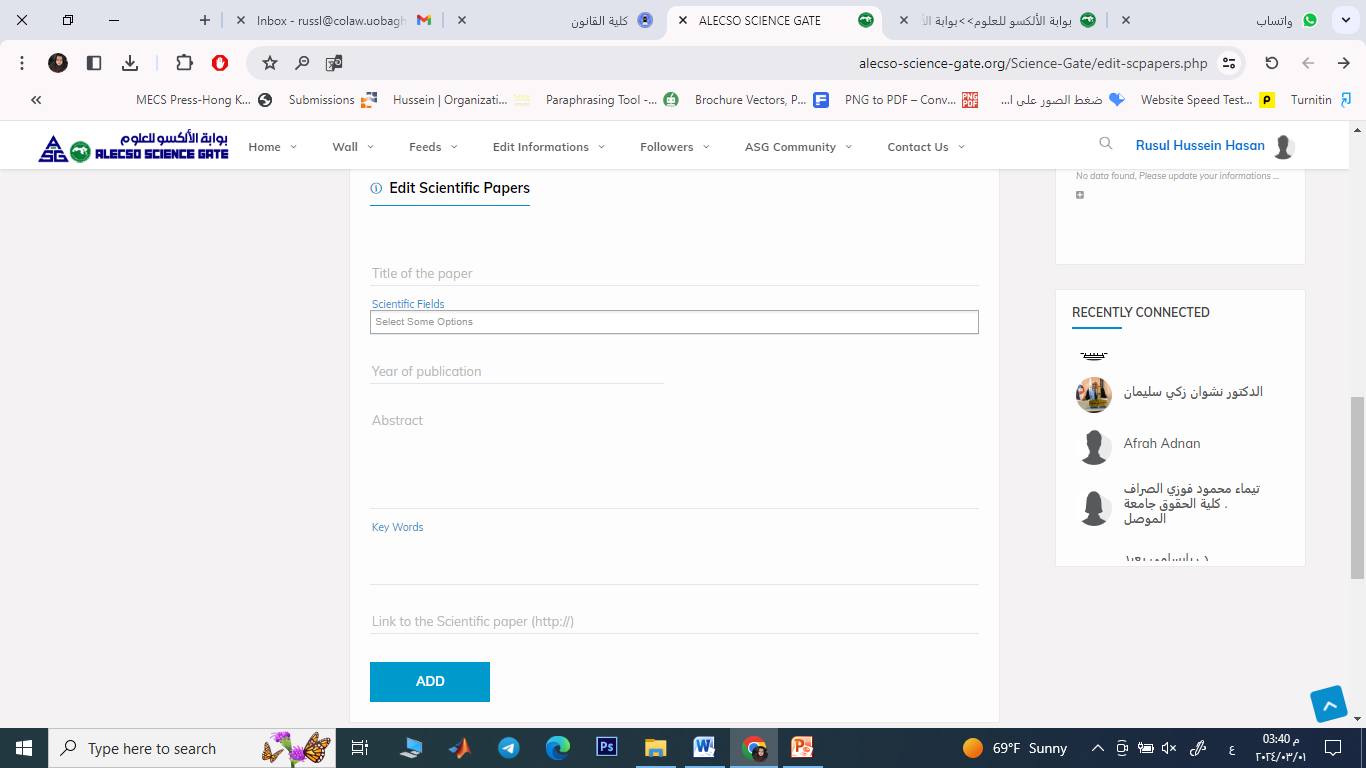 Inbox - russl@colaw.uobagh
كلية القانون
ALECSO SCIENCE GATE
بوابة الألكسو للعلوم>>بوابة الأ
واتساب
alecso-science-gate.org/Science-Gate/edit-scpapers.php
MECS Press-Hong K...
Submissions
Hussein | Organizati...
Paraphrasing Tool -...
Brochure Vectors, P...
PNG to PDF – Conv...
ضغط الصور على ا...
Website Speed Test...
Turnitin
بوابة الألكسو للعلوم
ASG ALECSO SCIENCE GATE
Home
Wall
Feeds
Edit Informations
Followers
ASG Community
Contact Us
Rusul Hussein Hasan
Edit Scientific Papers
Title of the paper
Scientific Fields
Select Some Options
Year of publication
Abstract
Key Words
Link to the Scientific paper (http://)
ADD
No data found, Please update your informations ...
RECENTLY CONNECTED
الدكتور نشوان زكي سليمان
Afrah Adnan
تيماء محمود فوزي الصراف
. كلية الحقوق جامعة
الموصل
Type here to search
Ps
69°F Sunny
ع
03:40 م
٢٠٢٤/٠٣/٠١